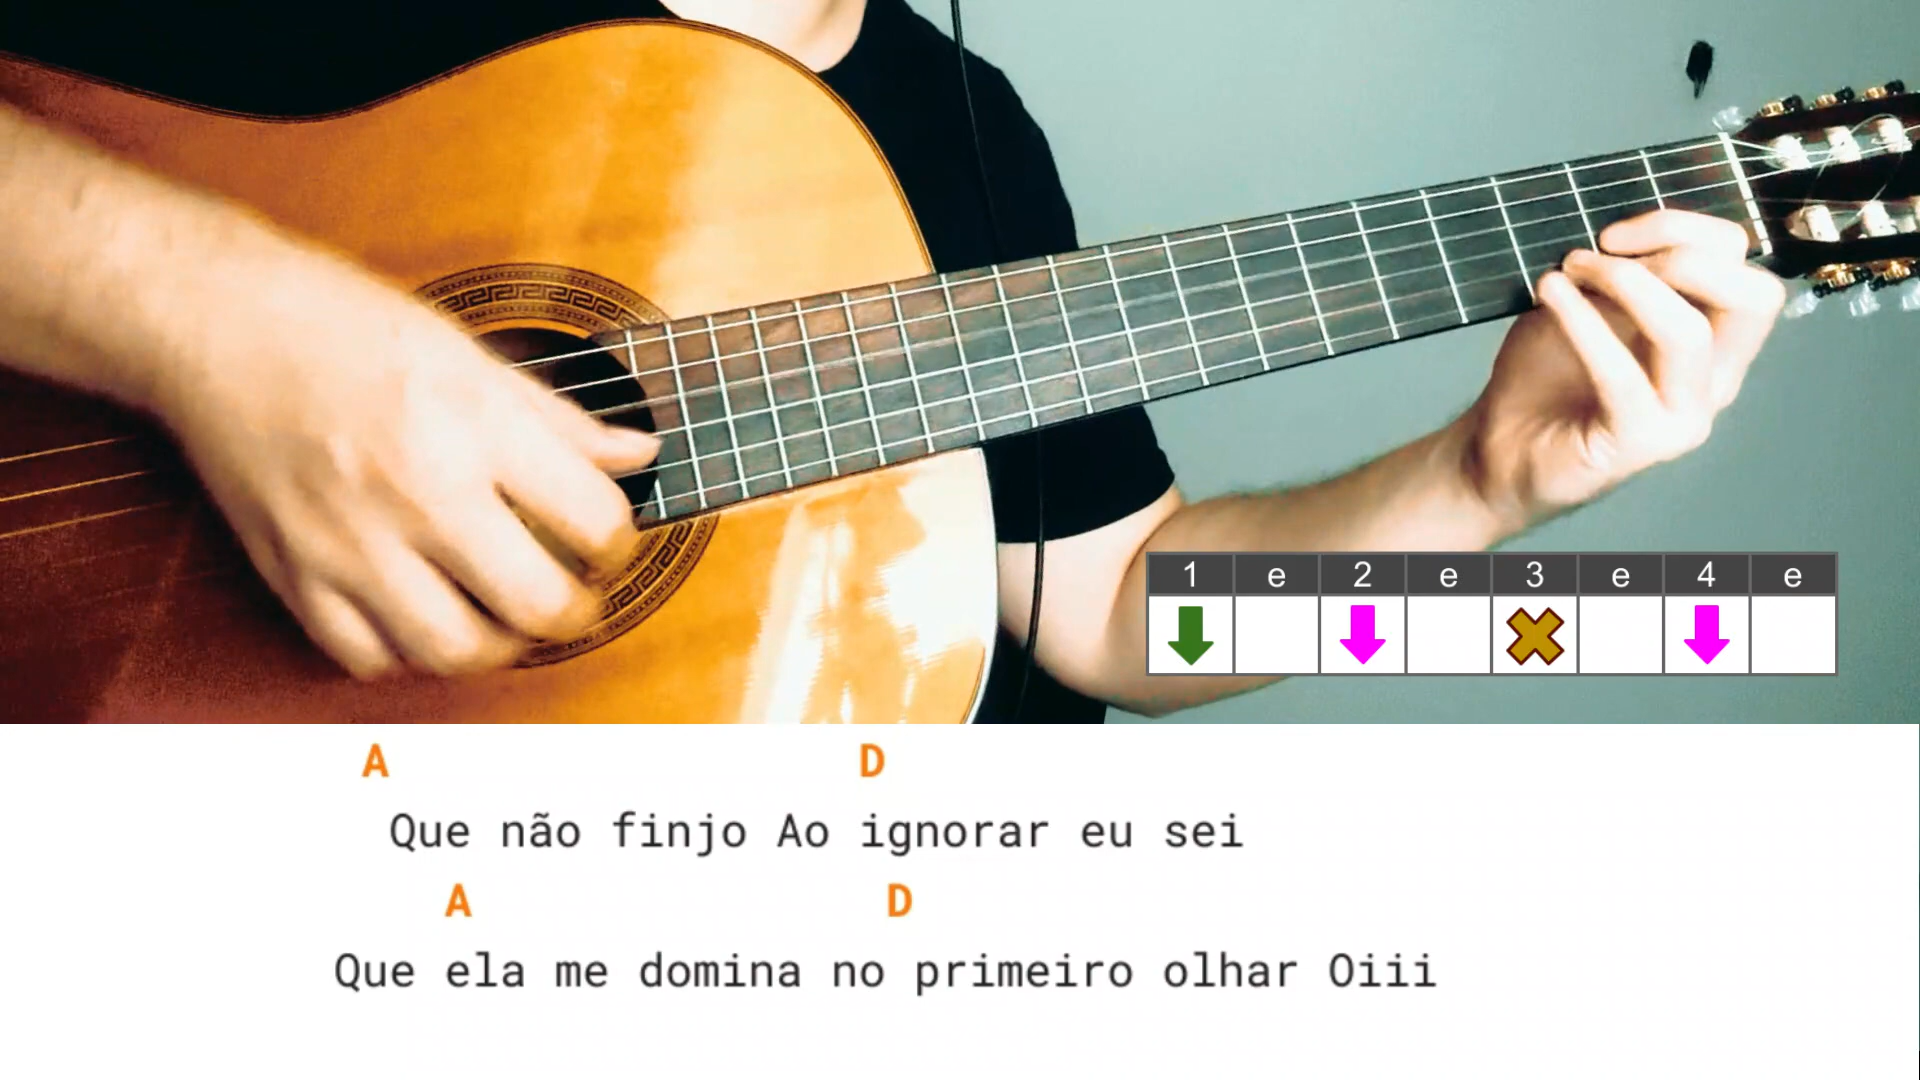 1 e 2 e 3 e 4 e
A D
Que não finjo Ao ignorar eu sei
A D
Que ela me domina no primeiro olhar Oiii